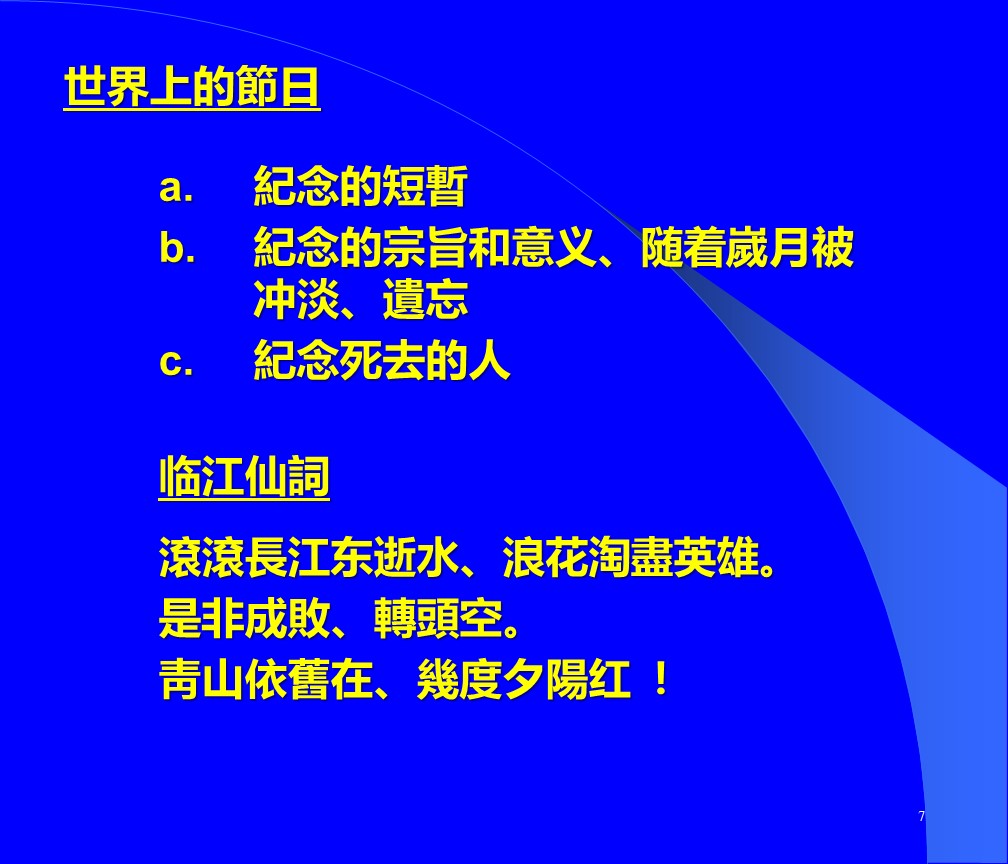 世界上的節日
a. 紀念的短暫
b. 紀念的宗旨和意义、随着嵗月被
冲淡、遺忘
c. 紀念死去的人
临江仙詞
滾滾長江东逝水、浪花淘盡英雄。
是非成敗、轉頭空。
靑山依舊在、幾度夕陽红 ！
7